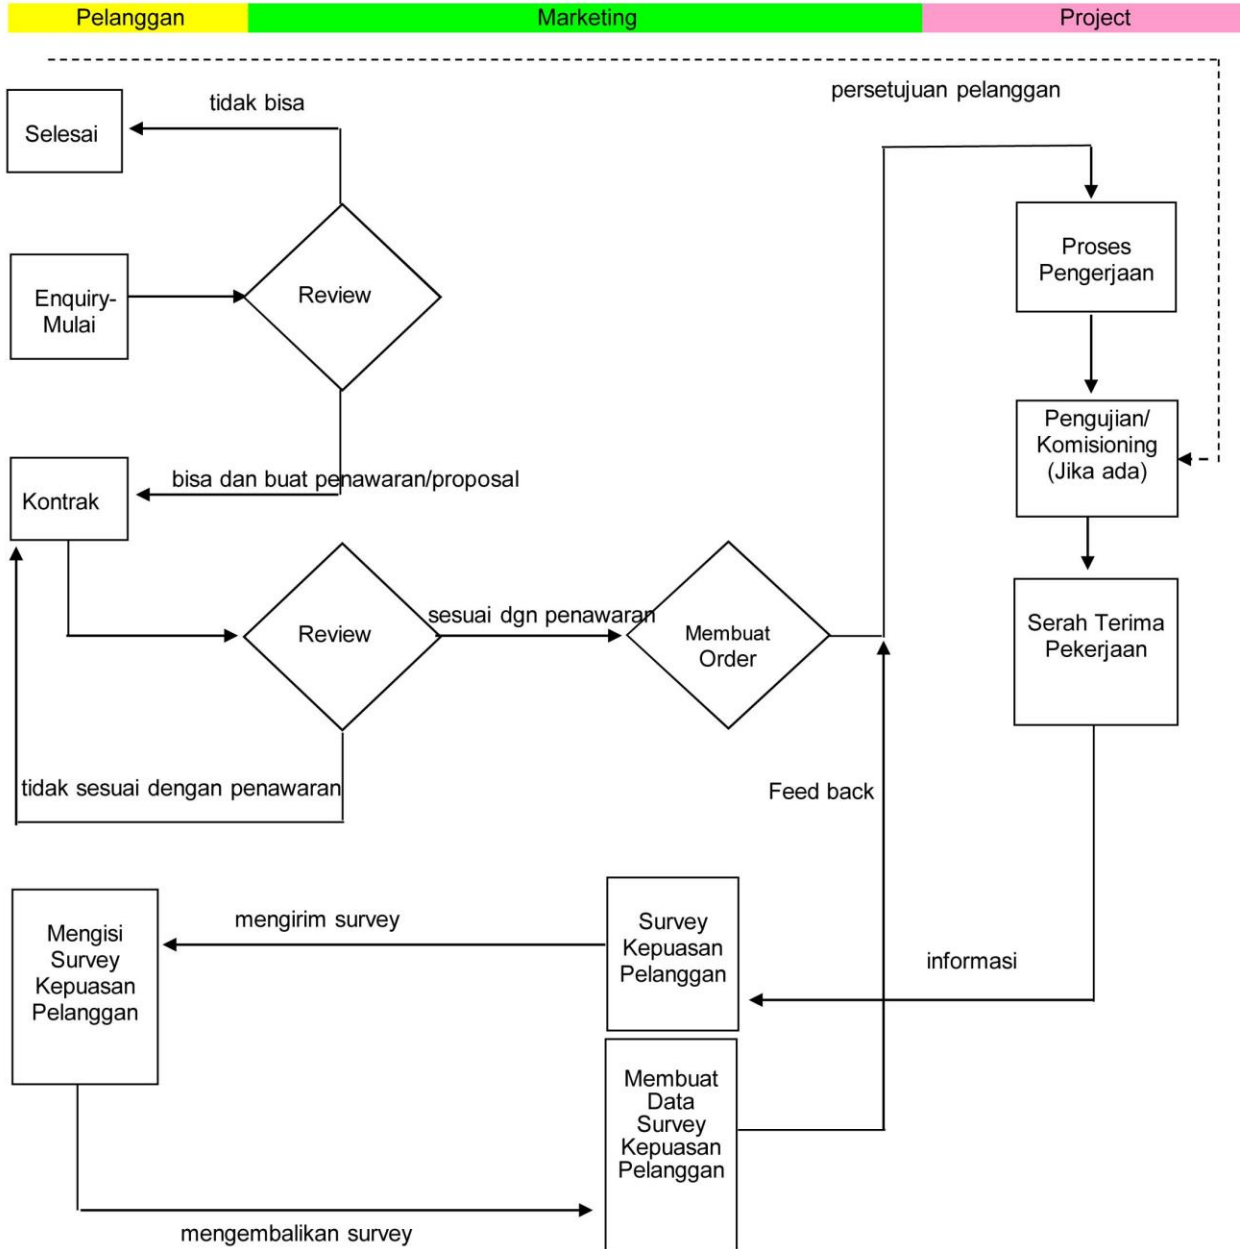 Pelanggan
Marketing
Project
tidak bisa
persetujuan pelanggan
Selesai
Enquiry-
Mulai
Review
Proses
Pengerjaan
Pengujian/
Komisioning
(Jika ada)
Kontrak
bisa dan buat penawaran/proposal
Review
sesuai dgn penawaran
Membuat
Order
Serah Terima
Pekerjaan
tidak sesuai dengan penawaran
Feed back
Mengisi
Survey
Kepuasan
Pelanggan
mengirim survey
Survey
Kepuasan
Pelanggan
informasi
Membuat
Data
Survey
Kepuasan
Pelanggan
mengembalikan survey